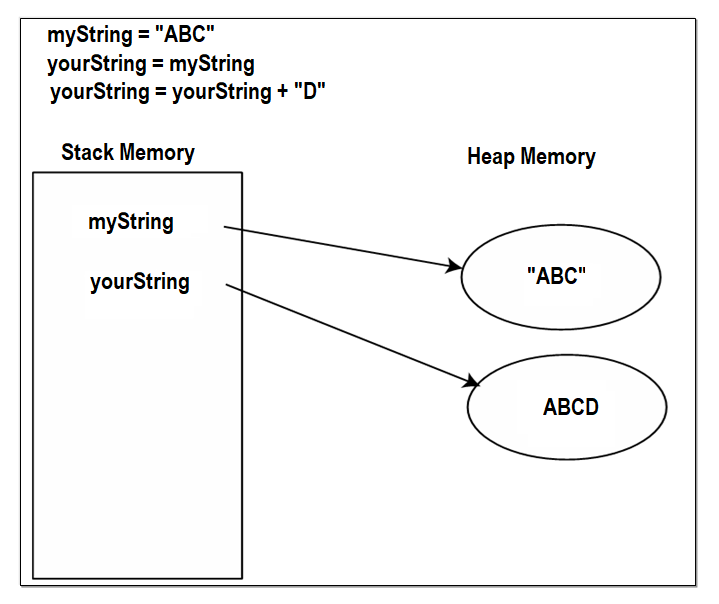 myString = "ABC"
yourString = myString
yourString = yourString + "D"
Stack Memory
Heap Memory
myString
"ABC"
yourString
ABCD